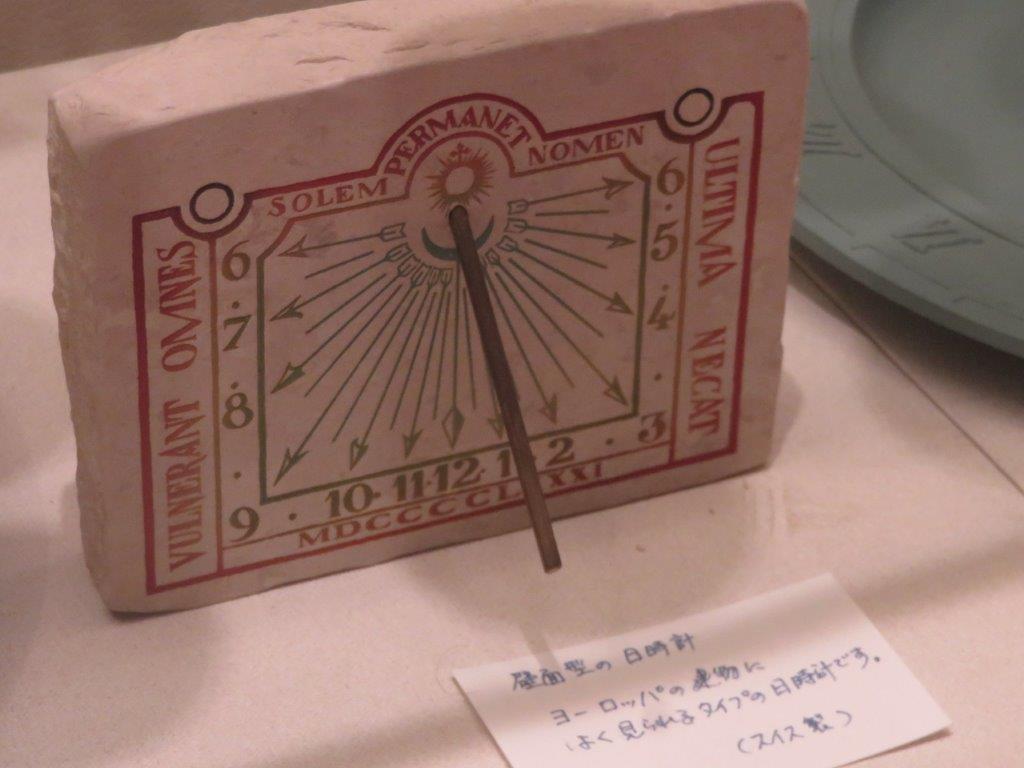 SOLEM PERMANET NOMEN
VULNERANT OMNES
ULTIMA NECAT
6 · 7 · 8 · 9
6 · 5 · 4 · 3
· 10 · 11 · 12 · 1 · 2 ·
壁面型の日時計
ヨーロッパの建物に
よく見られるタイプの日時計です。
(スイス製)